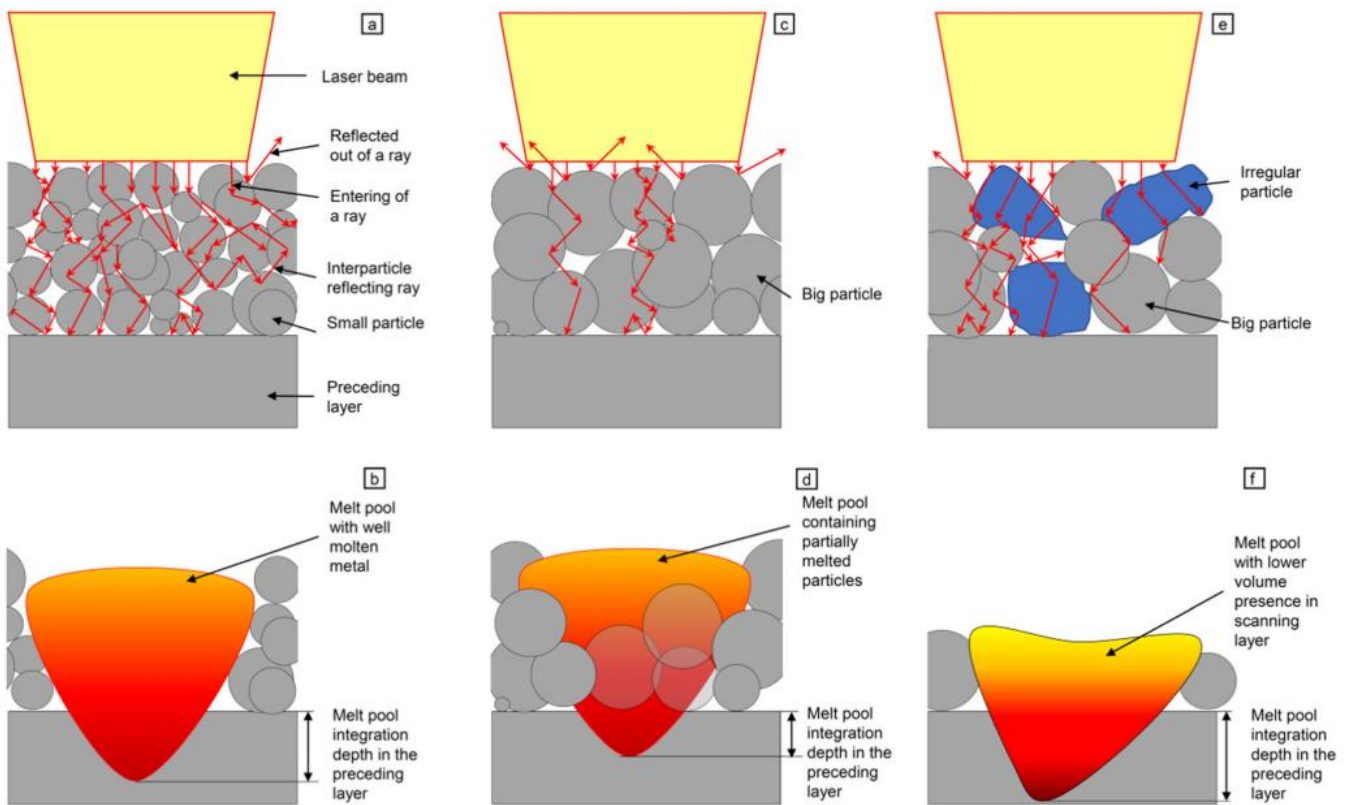 a
Laser beam
Reflected
out of a ray
Entering of
a ray
Interparticle
reflecting ray
Small particle
Preceding
layer
c
Big particle
e
Irregular
particle
Big particle
b
Melt pool
with well
molten
metal
Melt pool
integration
depth in the
preceding
layer
d
Melt pool
containing
partially
melted
particles
Melt pool
integration
depth in the
preceding
layer
f
Melt pool
with lower
volume
presence in
scanning
layer
Melt pool
integration
depth in the
preceding
layer